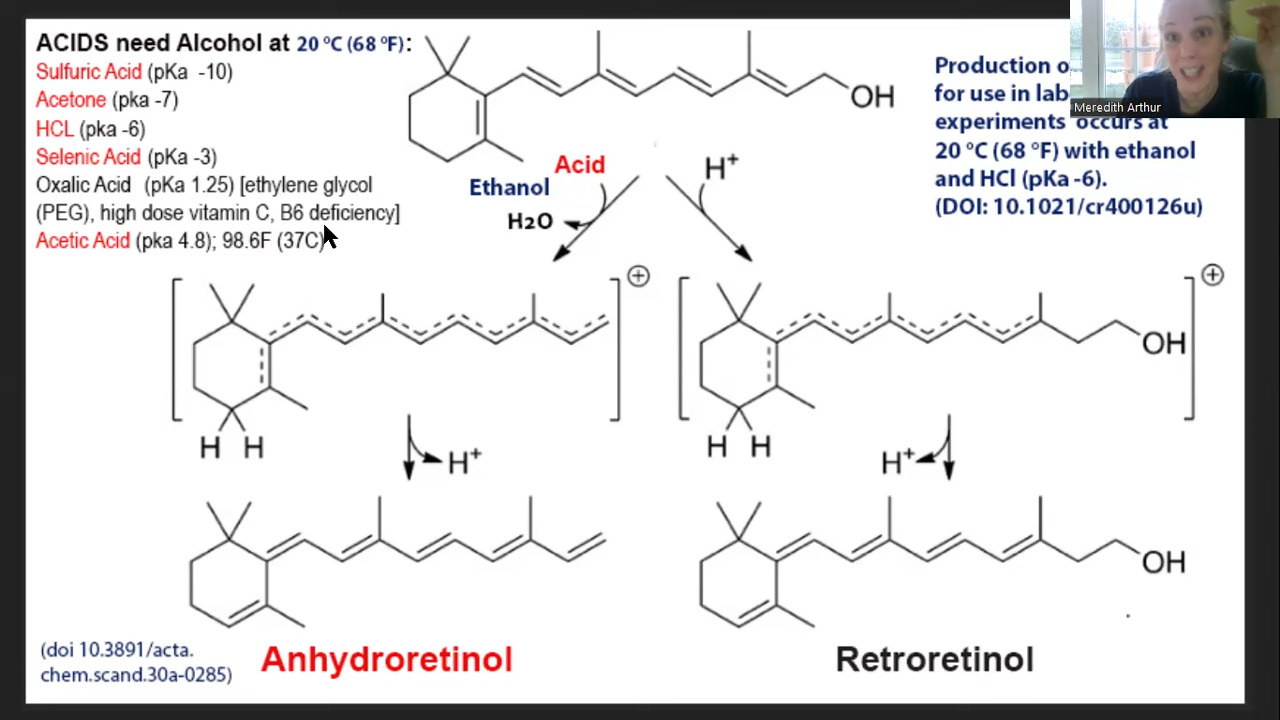 ACIDS need Alcohol at 20 ºC (68 ºF):
Sulfuric Acid (pKa -10)
Acetone (pka -7)
HCL (pka -6)
Selenic Acid (pKa -3)
Oxalic Acid (pKa 1.25) [ethylene glycol
(PEG), high dose vitamin C, B6 deficiency]
Acetic Acid (pka 4.8); 98.6F (37C)
OH
Production
for use in lab
experiments occurs at
20 ºC (68 ºF) with ethanol
and HCl (pKa -6).
(DOI: 10.1021/cr400126u)
Meredith Arthur
Acid
Ethanol
H2O
H+
OH
H H
H H
H+
H+
OH
Anhydroretinol
Retroretinol
(doi 10.3891/acta.
chem.scand.30a-0285)